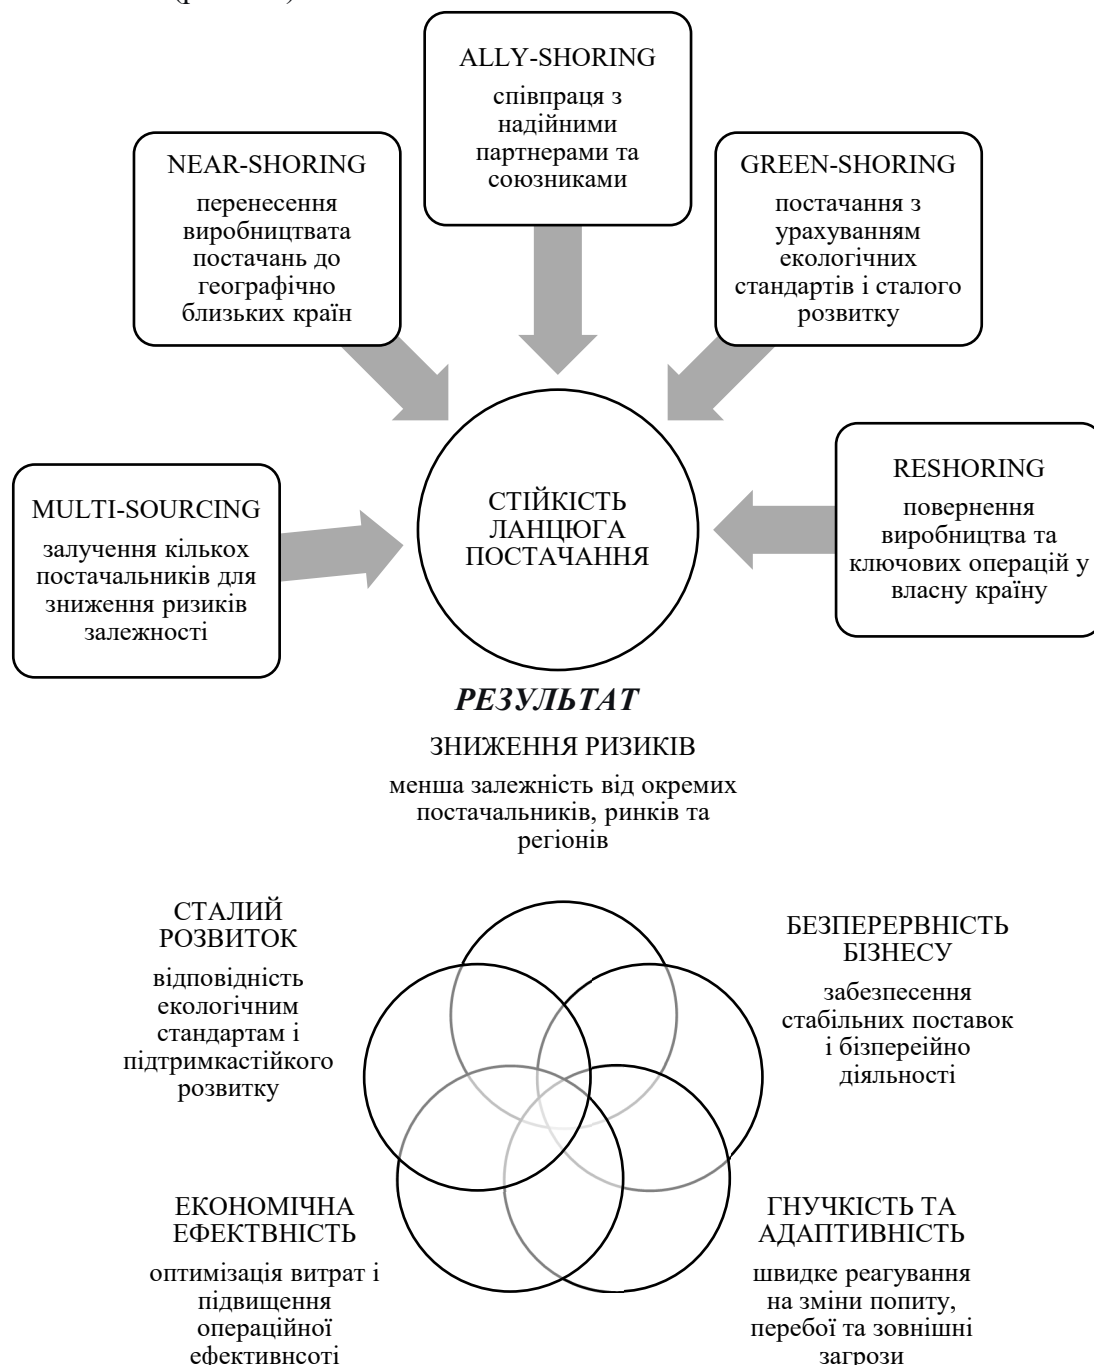 ALLY-SHORING
співпраця з
надійними
партнерами та
союзниками
NEAR-SHORING
перенесення
виробництвата
постачань до
географічно
близьких країн
GREEN-SHORING
постачання з
урахуванням
екологічних
стандартів і сталого
розвитку
MULTI-SOURCING
залучення кількох
постачальників для
зниження ризиків
залежності
СТІЙКІСТЬ
ЛАНЦЮГА
ПОСТАЧАННЯ
RESHORING
повернення
виробництва та
ключових операцій у
власну країну
РЕЗУЛЬТАТ
ЗНИЖЕННЯ РИЗИКІВ
менша залежність від окремих
постачальників, ринків та
регіонів
СТАЛИЙ
РОЗВИТОК
відповідність
екологічним
стандартам і
підтримкастійкого
розвитку
БЕЗПЕРЕРВНІСТЬ
БІЗНЕСУ
забезпесення
стабільних поставок
і бізперейно
діяльності
ЕКОНОМІЧНА
ЕФЕКТВНІСТЬ
оптимізація витрат і
підвищення
операційної
ефективнсоті
ГНУЧКІСТЬ ТА
АДАПТИВНІСТЬ
швидке реагування
на зміни попиту,
перебої та зовнішні
загрози